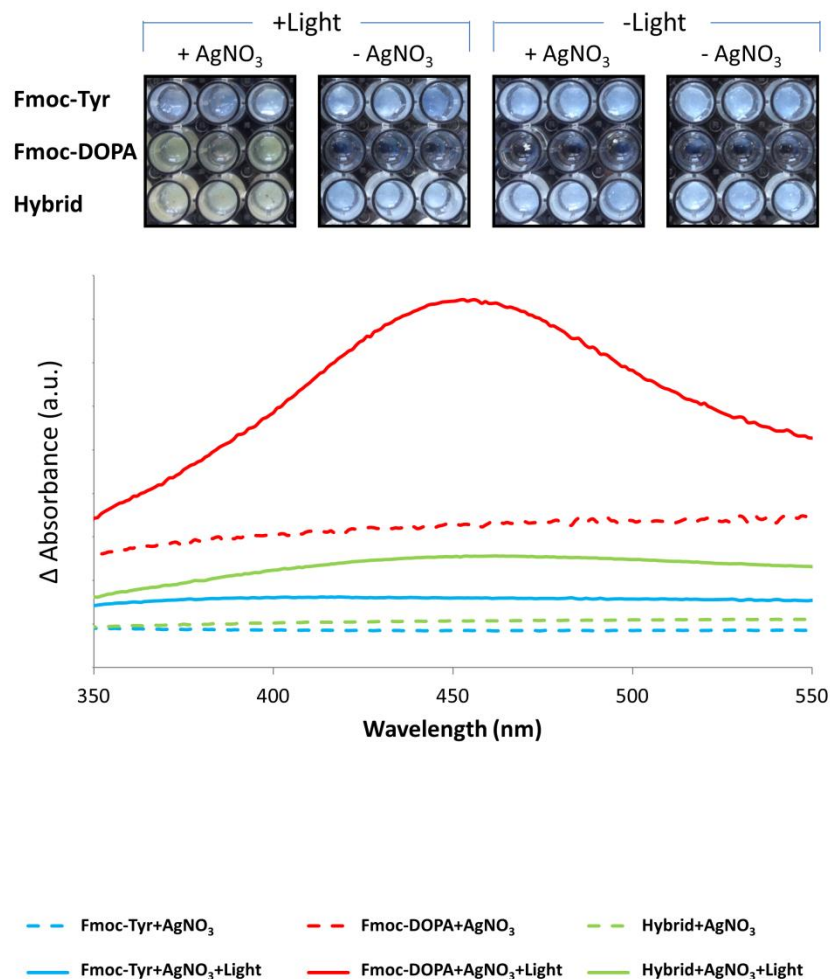 +Light -Light
+ AgNO₃ - AgNO₃ + AgNO₃ - AgNO₃
Fmoc-Tyr
Fmoc-DOPA
Hybrid
Δ Absorbance (a.u.)
350 400 450 500 550
Wavelength (nm)
Fmoc-Tyr+AgNO₃ Fmoc-DOPA+AgNO₃ Hybrid+AgNO₃
Fmoc-Tyr+AgNO₃+Light Fmoc-DOPA+AgNO₃+Light Hybrid+AgNO₃+Light